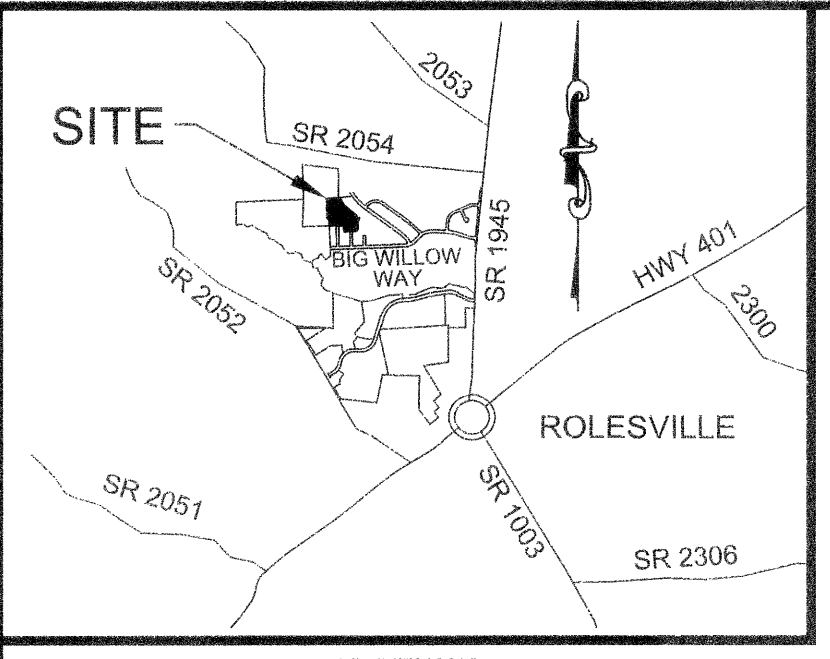 2053
SITE
SR 2054
SR 1945
HWY 401
BIG WILLOW
WAY
SR 2052
2300
ROLESVILLE
SR 2051
SR 1003
SR 2306